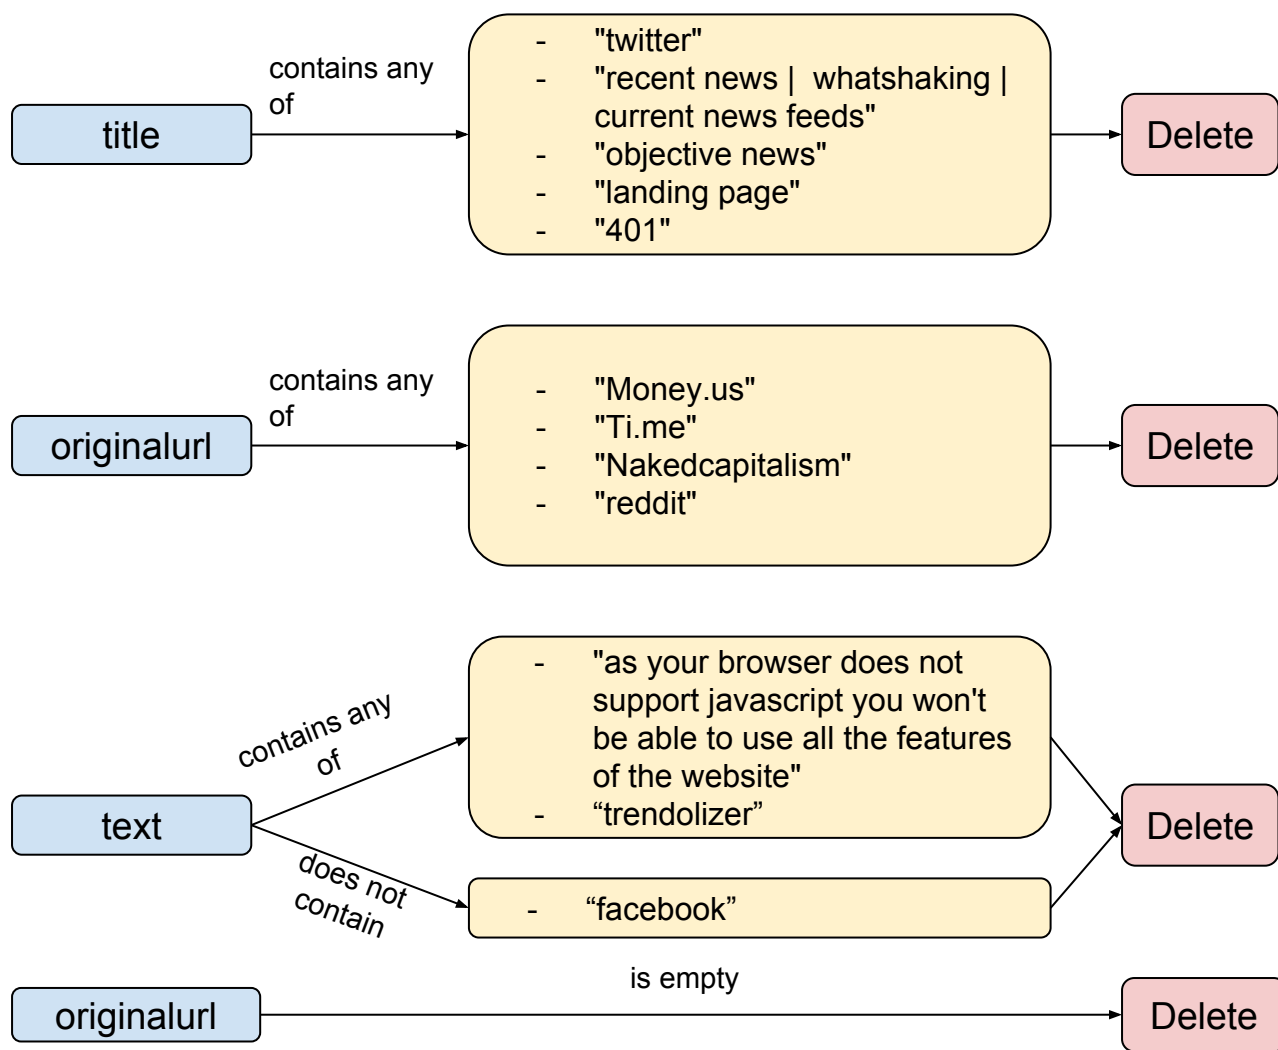 title
contains any
of
- "twitter"
- "recent news |  whatshaking |
current news feeds"
- "objective news"
- "landing page"
- "401"
Delete
originalurl
contains any
of
- "Money.us"
- "Ti.me"
- "Nakedcapitalism"
- "reddit"
Delete
text
contains any
of
- "as your browser does not
support javascript you won't
be able to use all the features
of the website"
- “trendolizer”
does not
contain
- “facebook”
Delete
originalurl
is empty
Delete